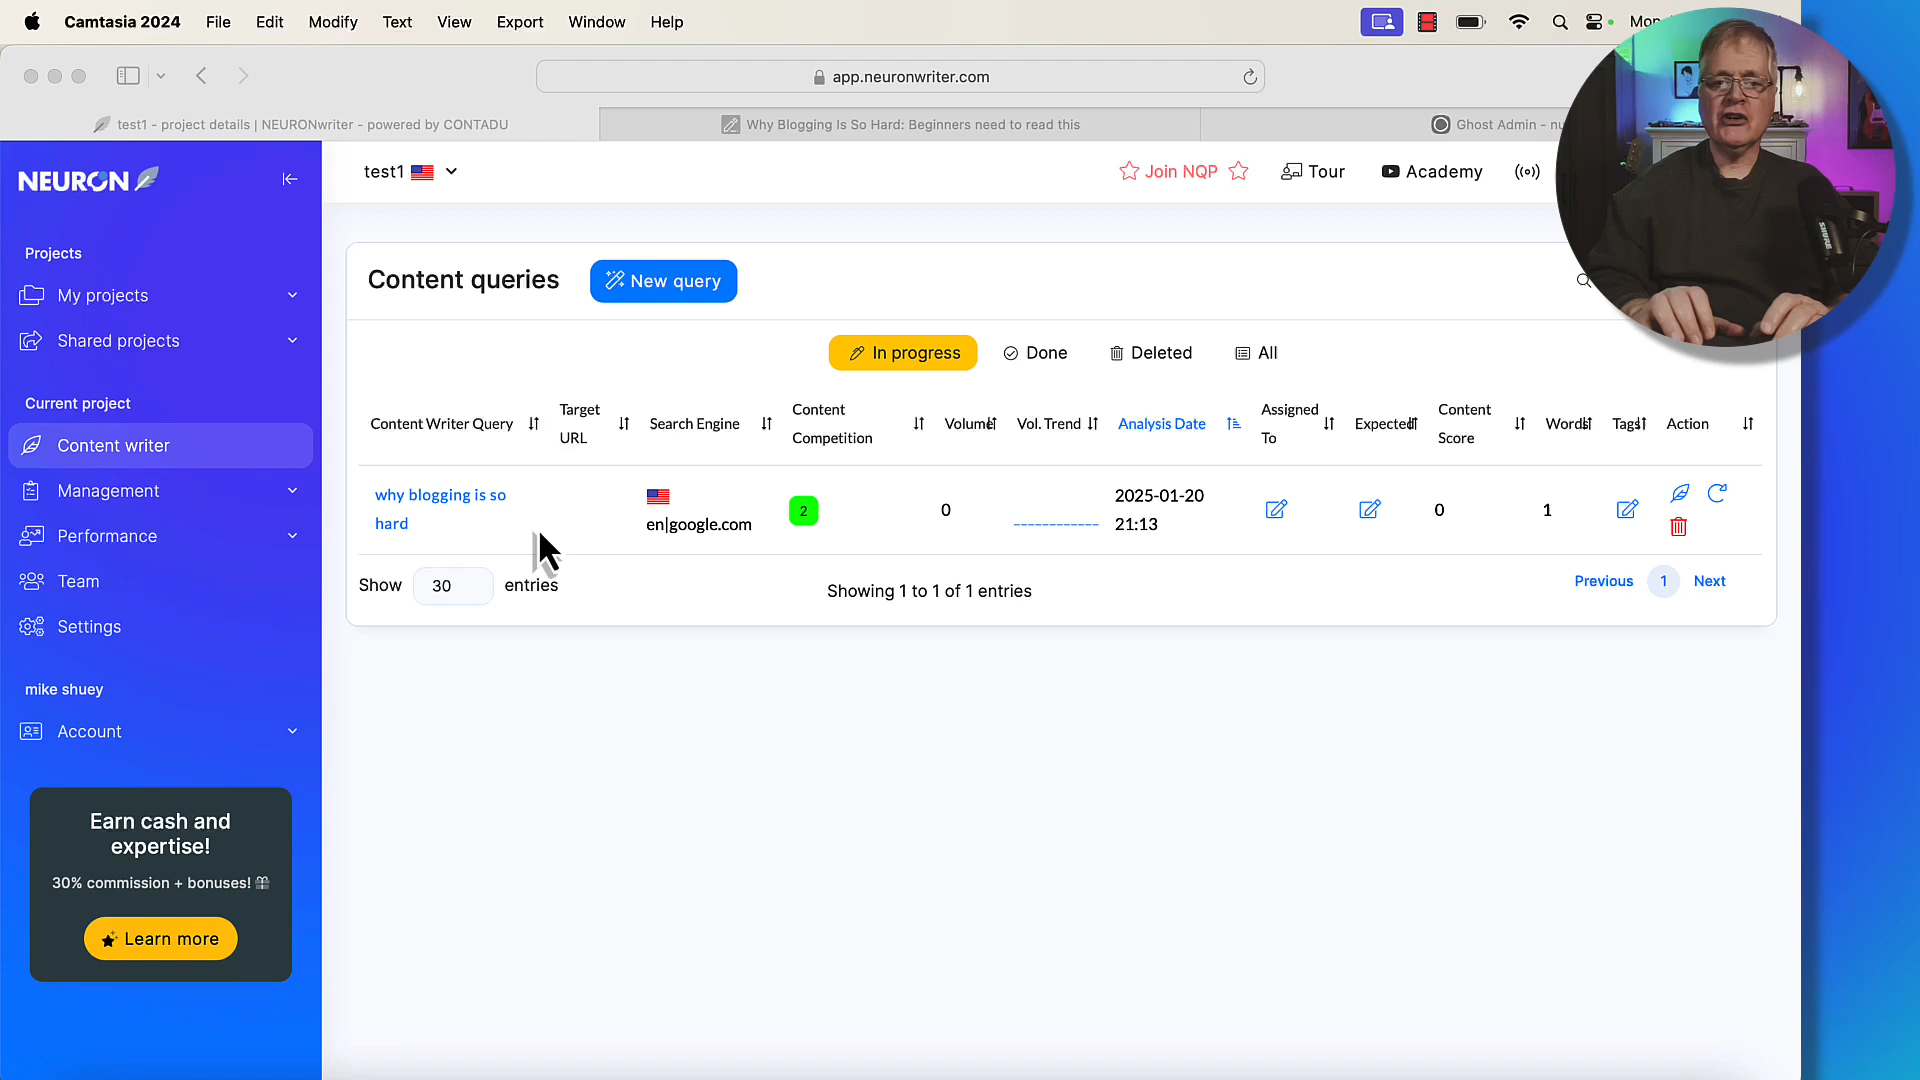 Camtasia 2024 File Edit Modify Text View Export Window Help
app.neuronwriter.com
test1 - project details | NEURONwriter - powered by CONTADU
Why Blogging Is So Hard: Beginners need to read this
Ghost Admin - nu
NEURON
test1
Join NQP
Tour
Academy
Projects
My projects
Shared projects
Current project
Content writer
Management
Performance
Team
Settings
mike shuey
Account
Earn cash and
expertise!
30% commission + bonuses!
Learn more
Content queries
New query
In progress
Done
Deleted
All
Content Writer Query
Target
URL
Search Engine
Content
Competition
Volume
Vol. Trend
Analysis Date
Assigned
To
Expected
Content
Score
Words
Tags
Action
why blogging is so
hard
en|google.com
2
0
2025-01-20
21:13
0
1
Show 30 entries
Showing 1 to 1 of 1 entries
Previous 1 Next
SHURE